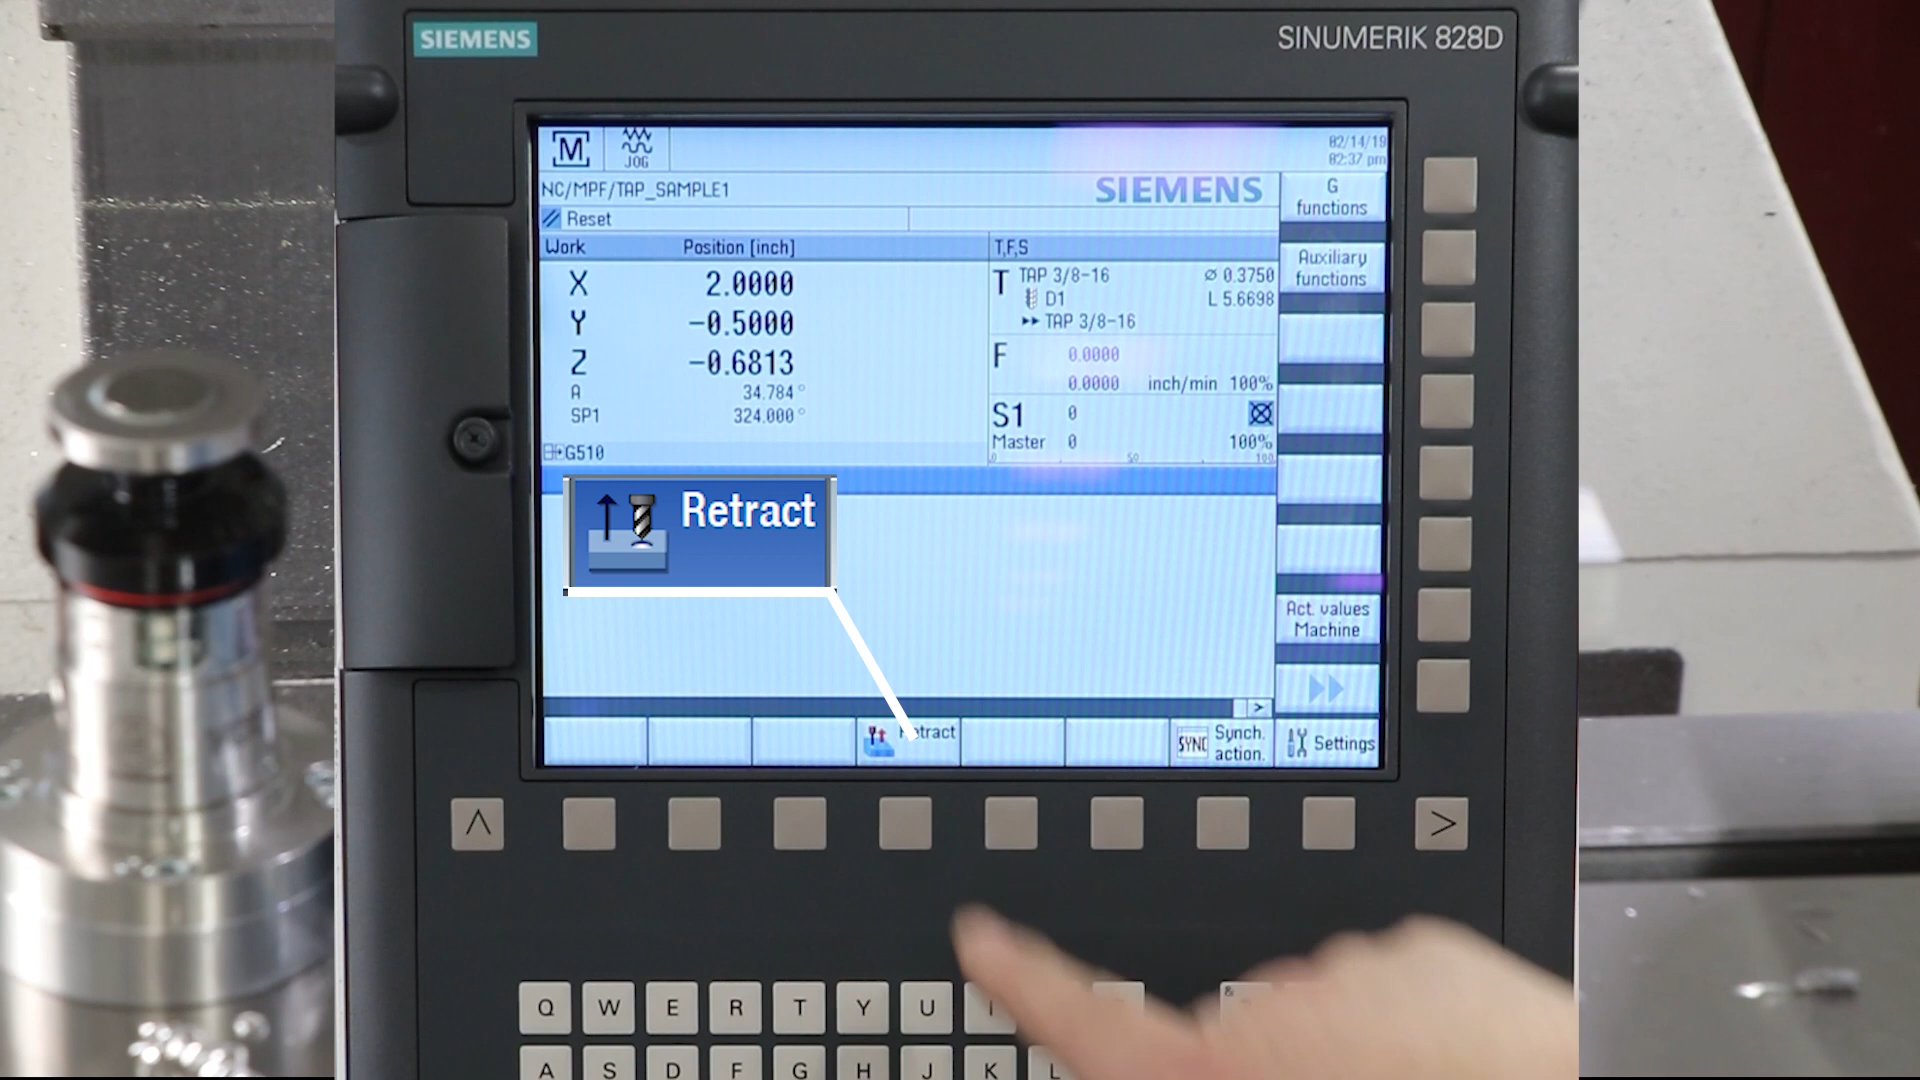 SIEMENS
SINUMERIK 828D
M
JOG
02/14/19
02:37 pm
NC/MPF/TAP_SAMPLE1
SIEMENS
G
functions
Reset
Work Position [inch]
T,F,S
X 2.0000
Y -0.5000
Z -0.6813
A 34.784°
SP1 324.000°
G510
T TAP 3/8-16 ⌀ 0.3750
D1 L 5.6698
TAP 3/8-16
F 0.0000
0.0000 inch/min 100%
S1 0
Master 0 100%
0 50 100
Auxiliary
functions
Retract
Act. values
Machine
>
SYNC Synch.
action.
Settings
>
Q W E R T Y U I
&
A S D F G H J K L